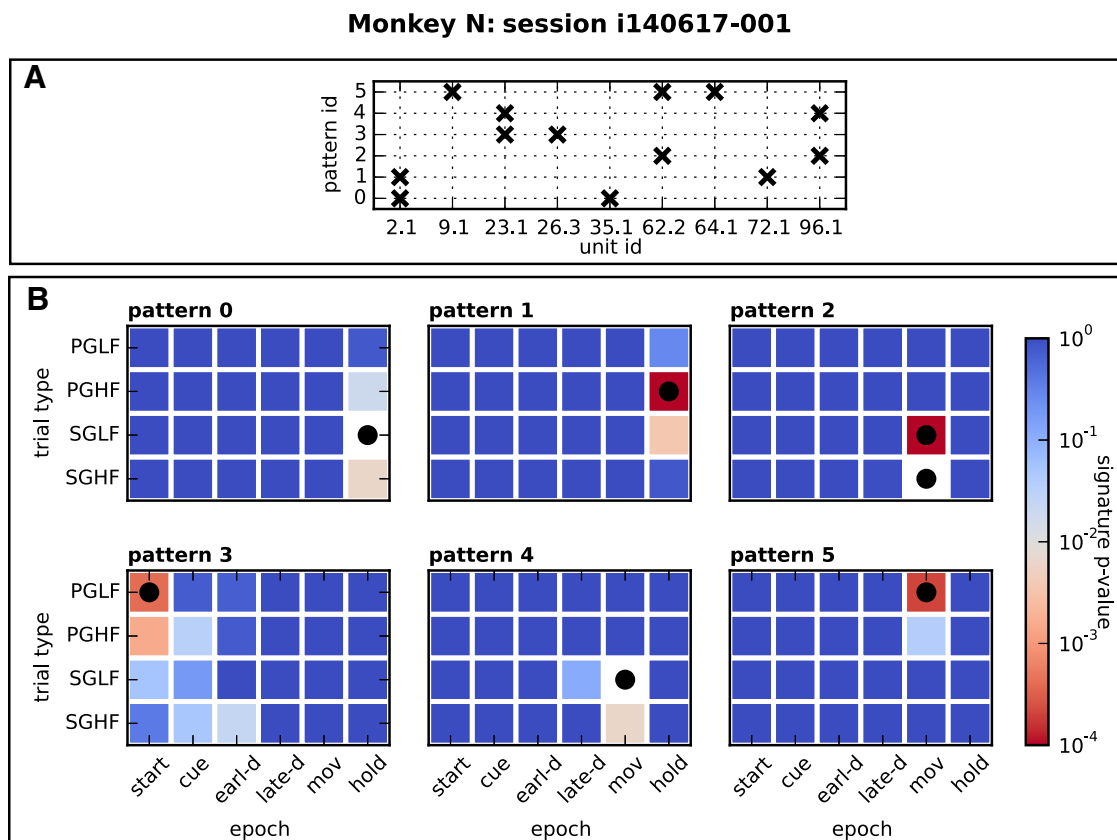 Monkey N: session i140617-001
A
pattern id
5
4
3
2
1
0
2.1 9.1 23.1 26.3 35.1 62.2 64.1 72.1 96.1
unit id
B
pattern 0 pattern 1 pattern 2
trial type
PGLF
PGHF
SGLF
SGHF
pattern 3 pattern 4 pattern 5
trial type
PGLF
PGHF
SGLF
SGHF
start cue earl-d late-d mov hold
epoch
start cue earl-d late-d mov hold
epoch
start cue earl-d late-d mov hold
epoch
10⁰
10⁻¹
10⁻²
10⁻³
10⁻⁴
signature p-value